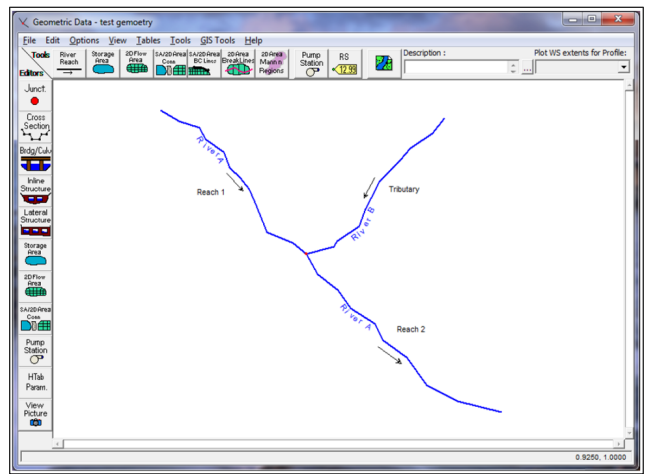 Geometric Data - test gemoetry
File Edit Options View Tables Tools GIS Tools Help
Tools
Editors
River
Reach
Storage
Area
2D Flow
Area
SA/2D Area
Conn
SA/2D Area
BC Lines
2D Area
BreakLines
2D Area
Mann n
Regions
Pump
Station
RS
12.99
Description :
...
Plot WS extents for Profile:
Junct.
Cross
Section
Brdg/Culv
Inline
Structure
Lateral
Structure
Storage
Area
2D Flow
Area
SA/2D Area
Conn
Pump
Station
HTab
Param.
View
Picture
River A
Reach 1
Tributary
River B
River A
Reach 2
0.9250, 1.0000